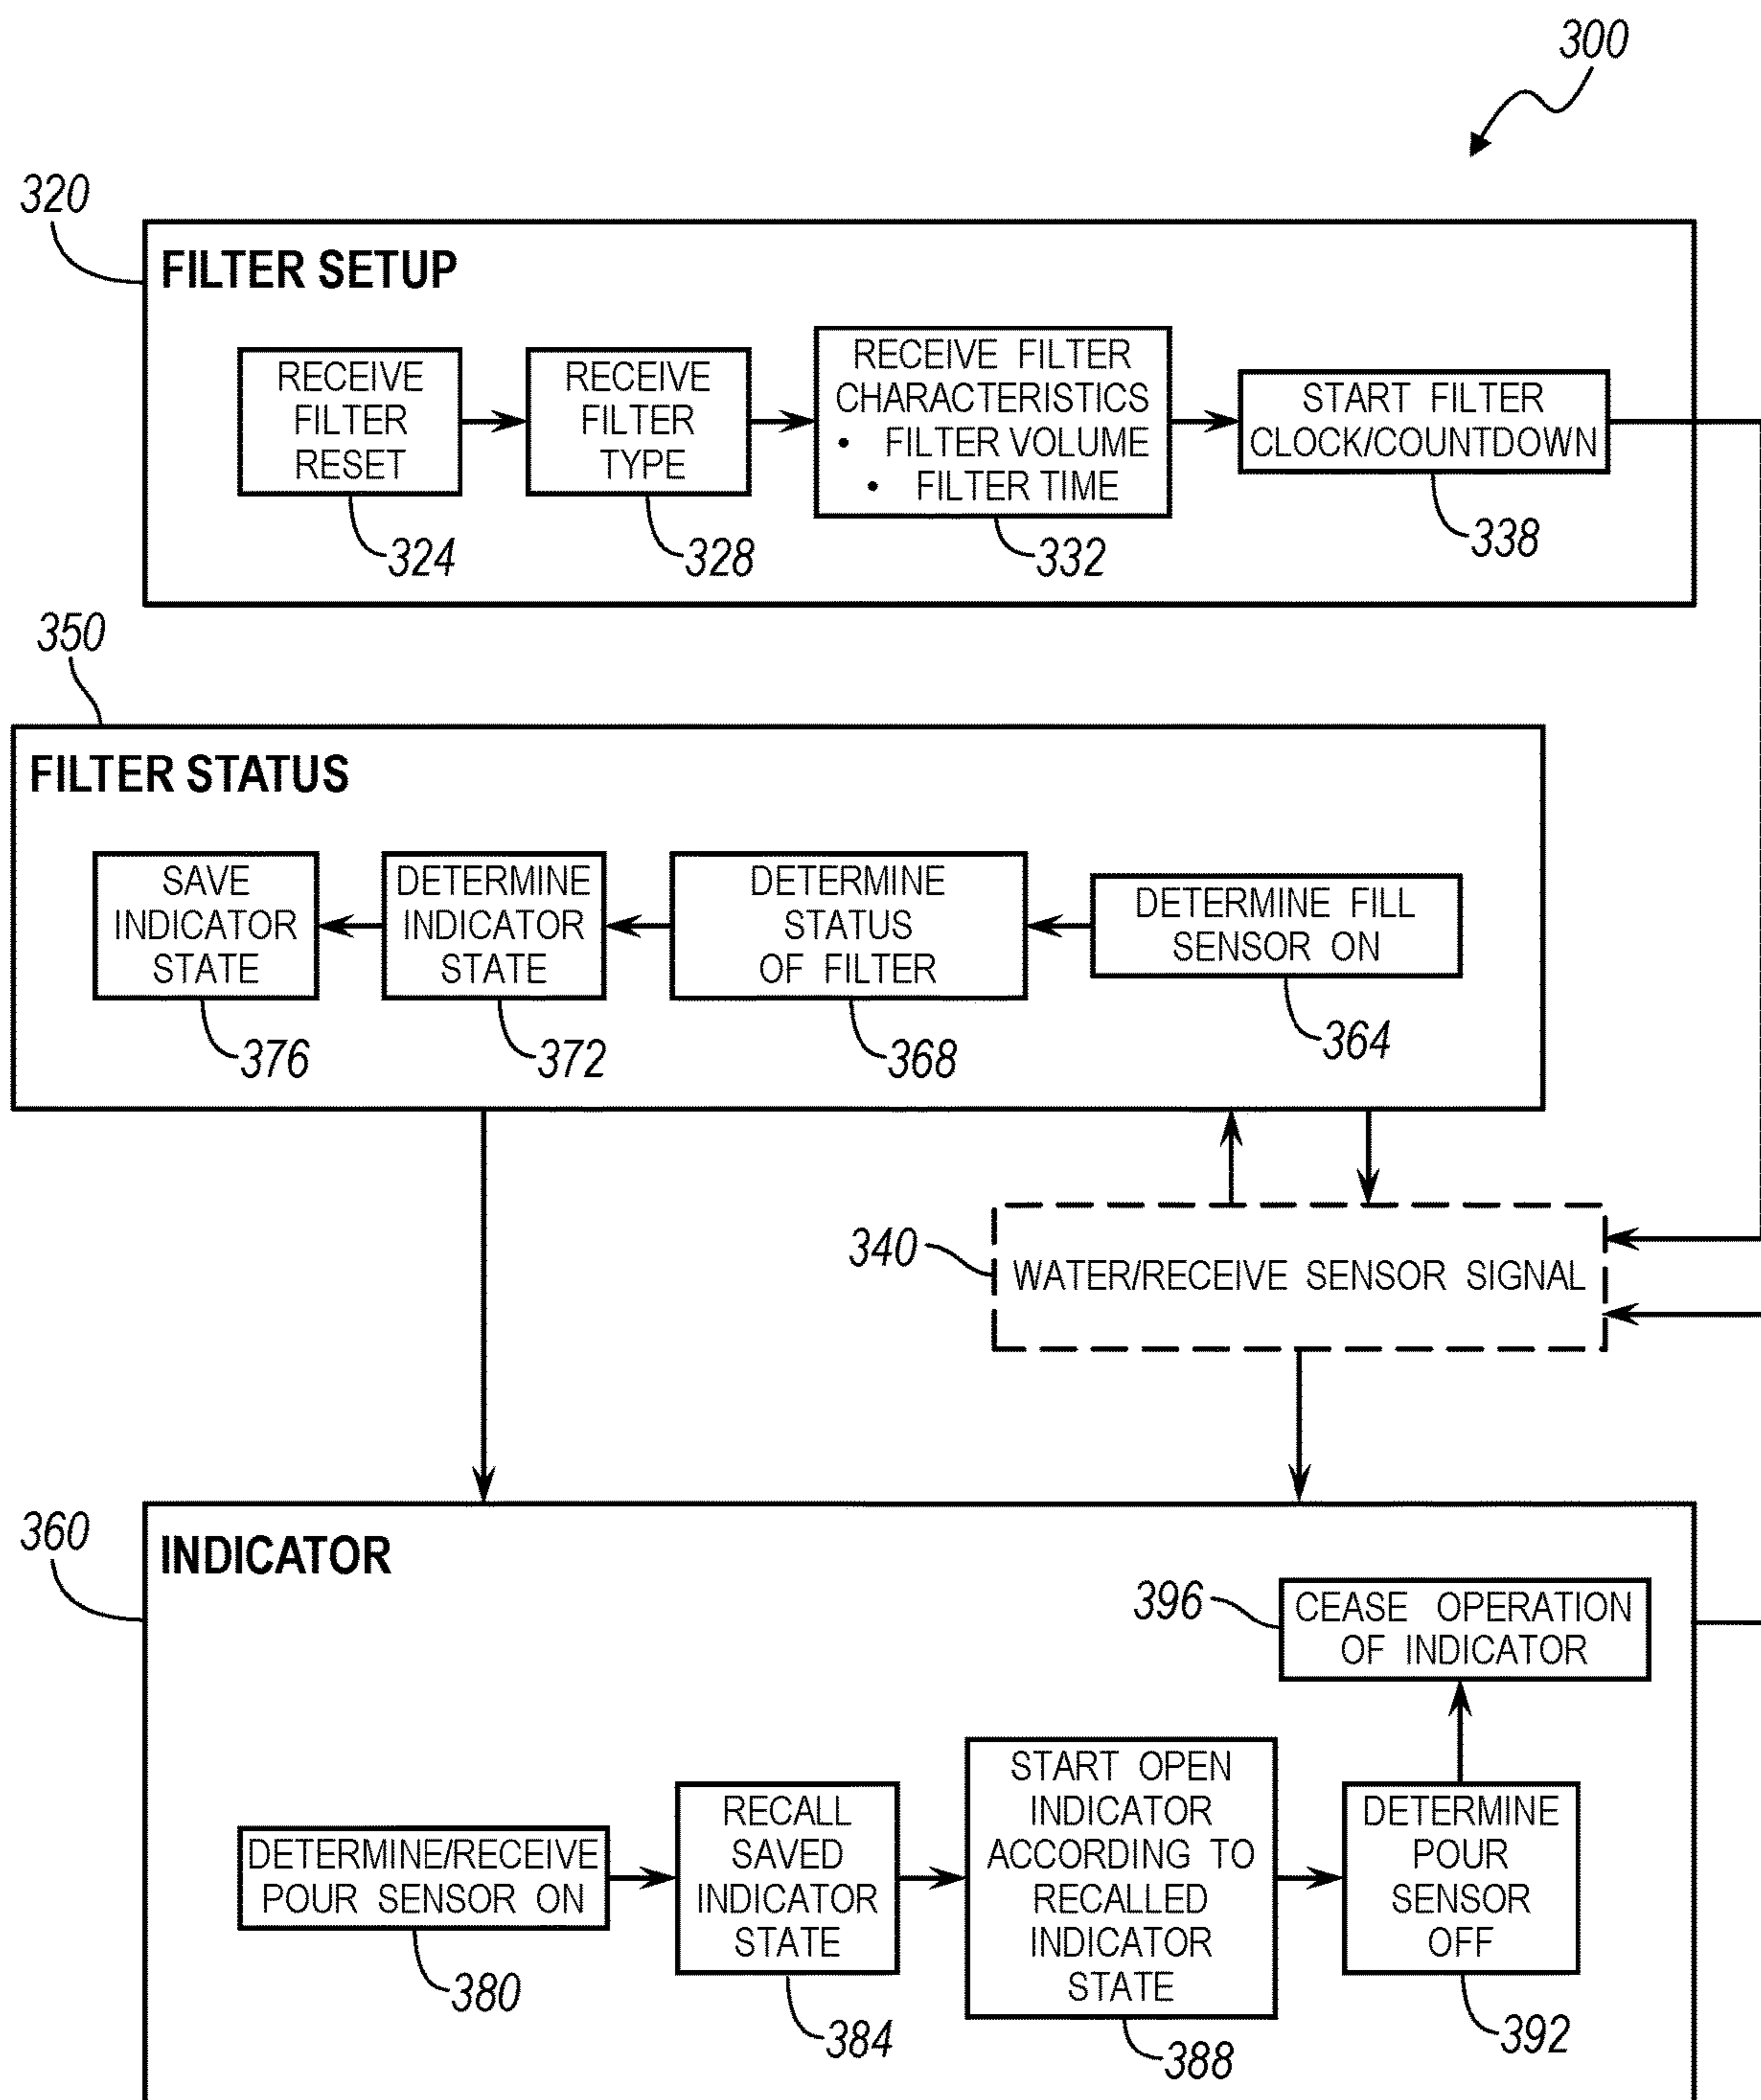 300
320
FILTER SETUP
RECEIVE
FILTER
RESET
324
RECEIVE
FILTER
TYPE
328
RECEIVE FILTER
CHARACTERISTICS
• FILTER VOLUME
• FILTER TIME
332
START FILTER
CLOCK/COUNTDOWN
338
350
FILTER STATUS
SAVE
INDICATOR
STATE
376
DETERMINE
INDICATOR
STATE
372
DETERMINE
STATUS
OF FILTER
368
DETERMINE FILL
SENSOR ON
364
340
WATER/RECEIVE SENSOR SIGNAL
360
INDICATOR
396
CEASE OPERATION
OF INDICATOR
DETERMINE/RECEIVE
POUR SENSOR ON
380
RECALL
SAVED
INDICATOR
STATE
384
START OPEN
INDICATOR
ACCORDING TO
RECALLED
INDICATOR
STATE
388
DETERMINE
POUR
SENSOR
OFF
392